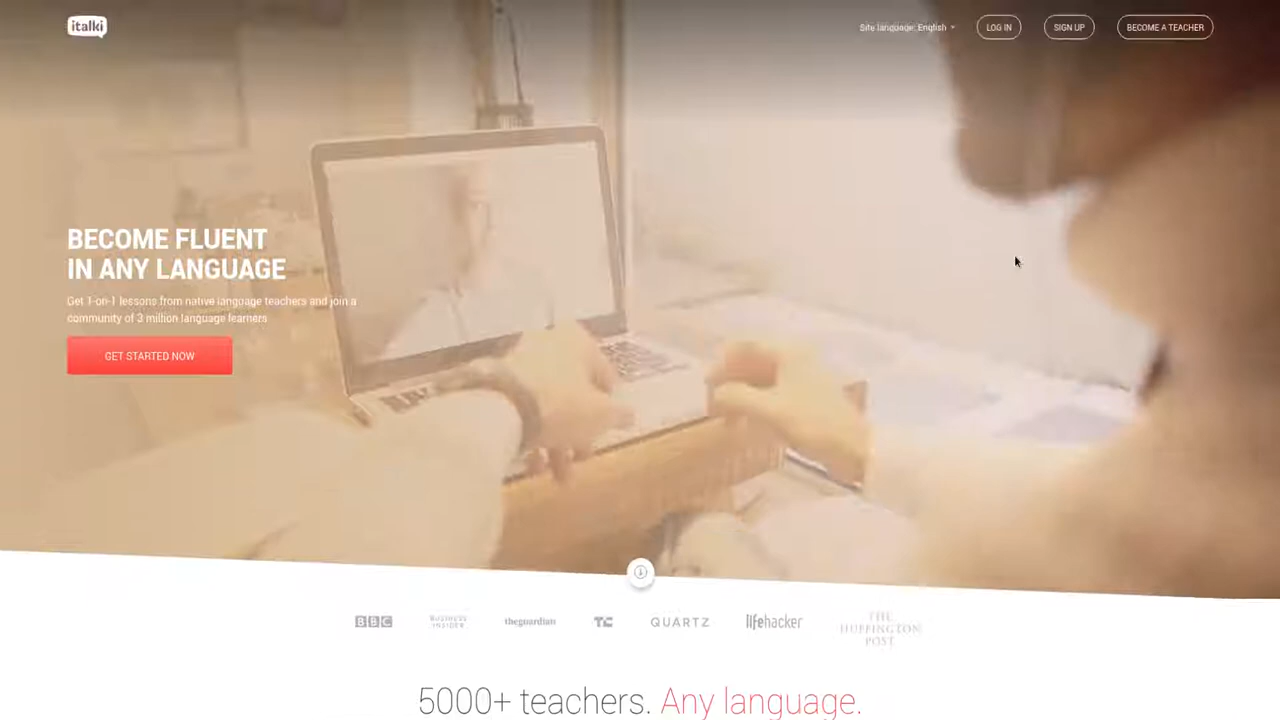 italki
Site language: English
LOG IN
SIGN UP
BECOME A TEACHER
BECOME FLUENT
IN ANY LANGUAGE
Get 1-on-1 lessons from native language teachers and join a
community of 3 million language learners
GET STARTED NOW
BBC
BUSINESS
INSIDER
theguardian
TC
QUARTZ
lifehacker
THE
HUFFINGTON
POST
5000+ teachers. Any language.